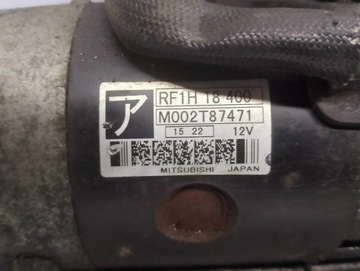 ア
RF1H 18 400
M002T87471
15 22 12V
MITSUBISHI JAPAN